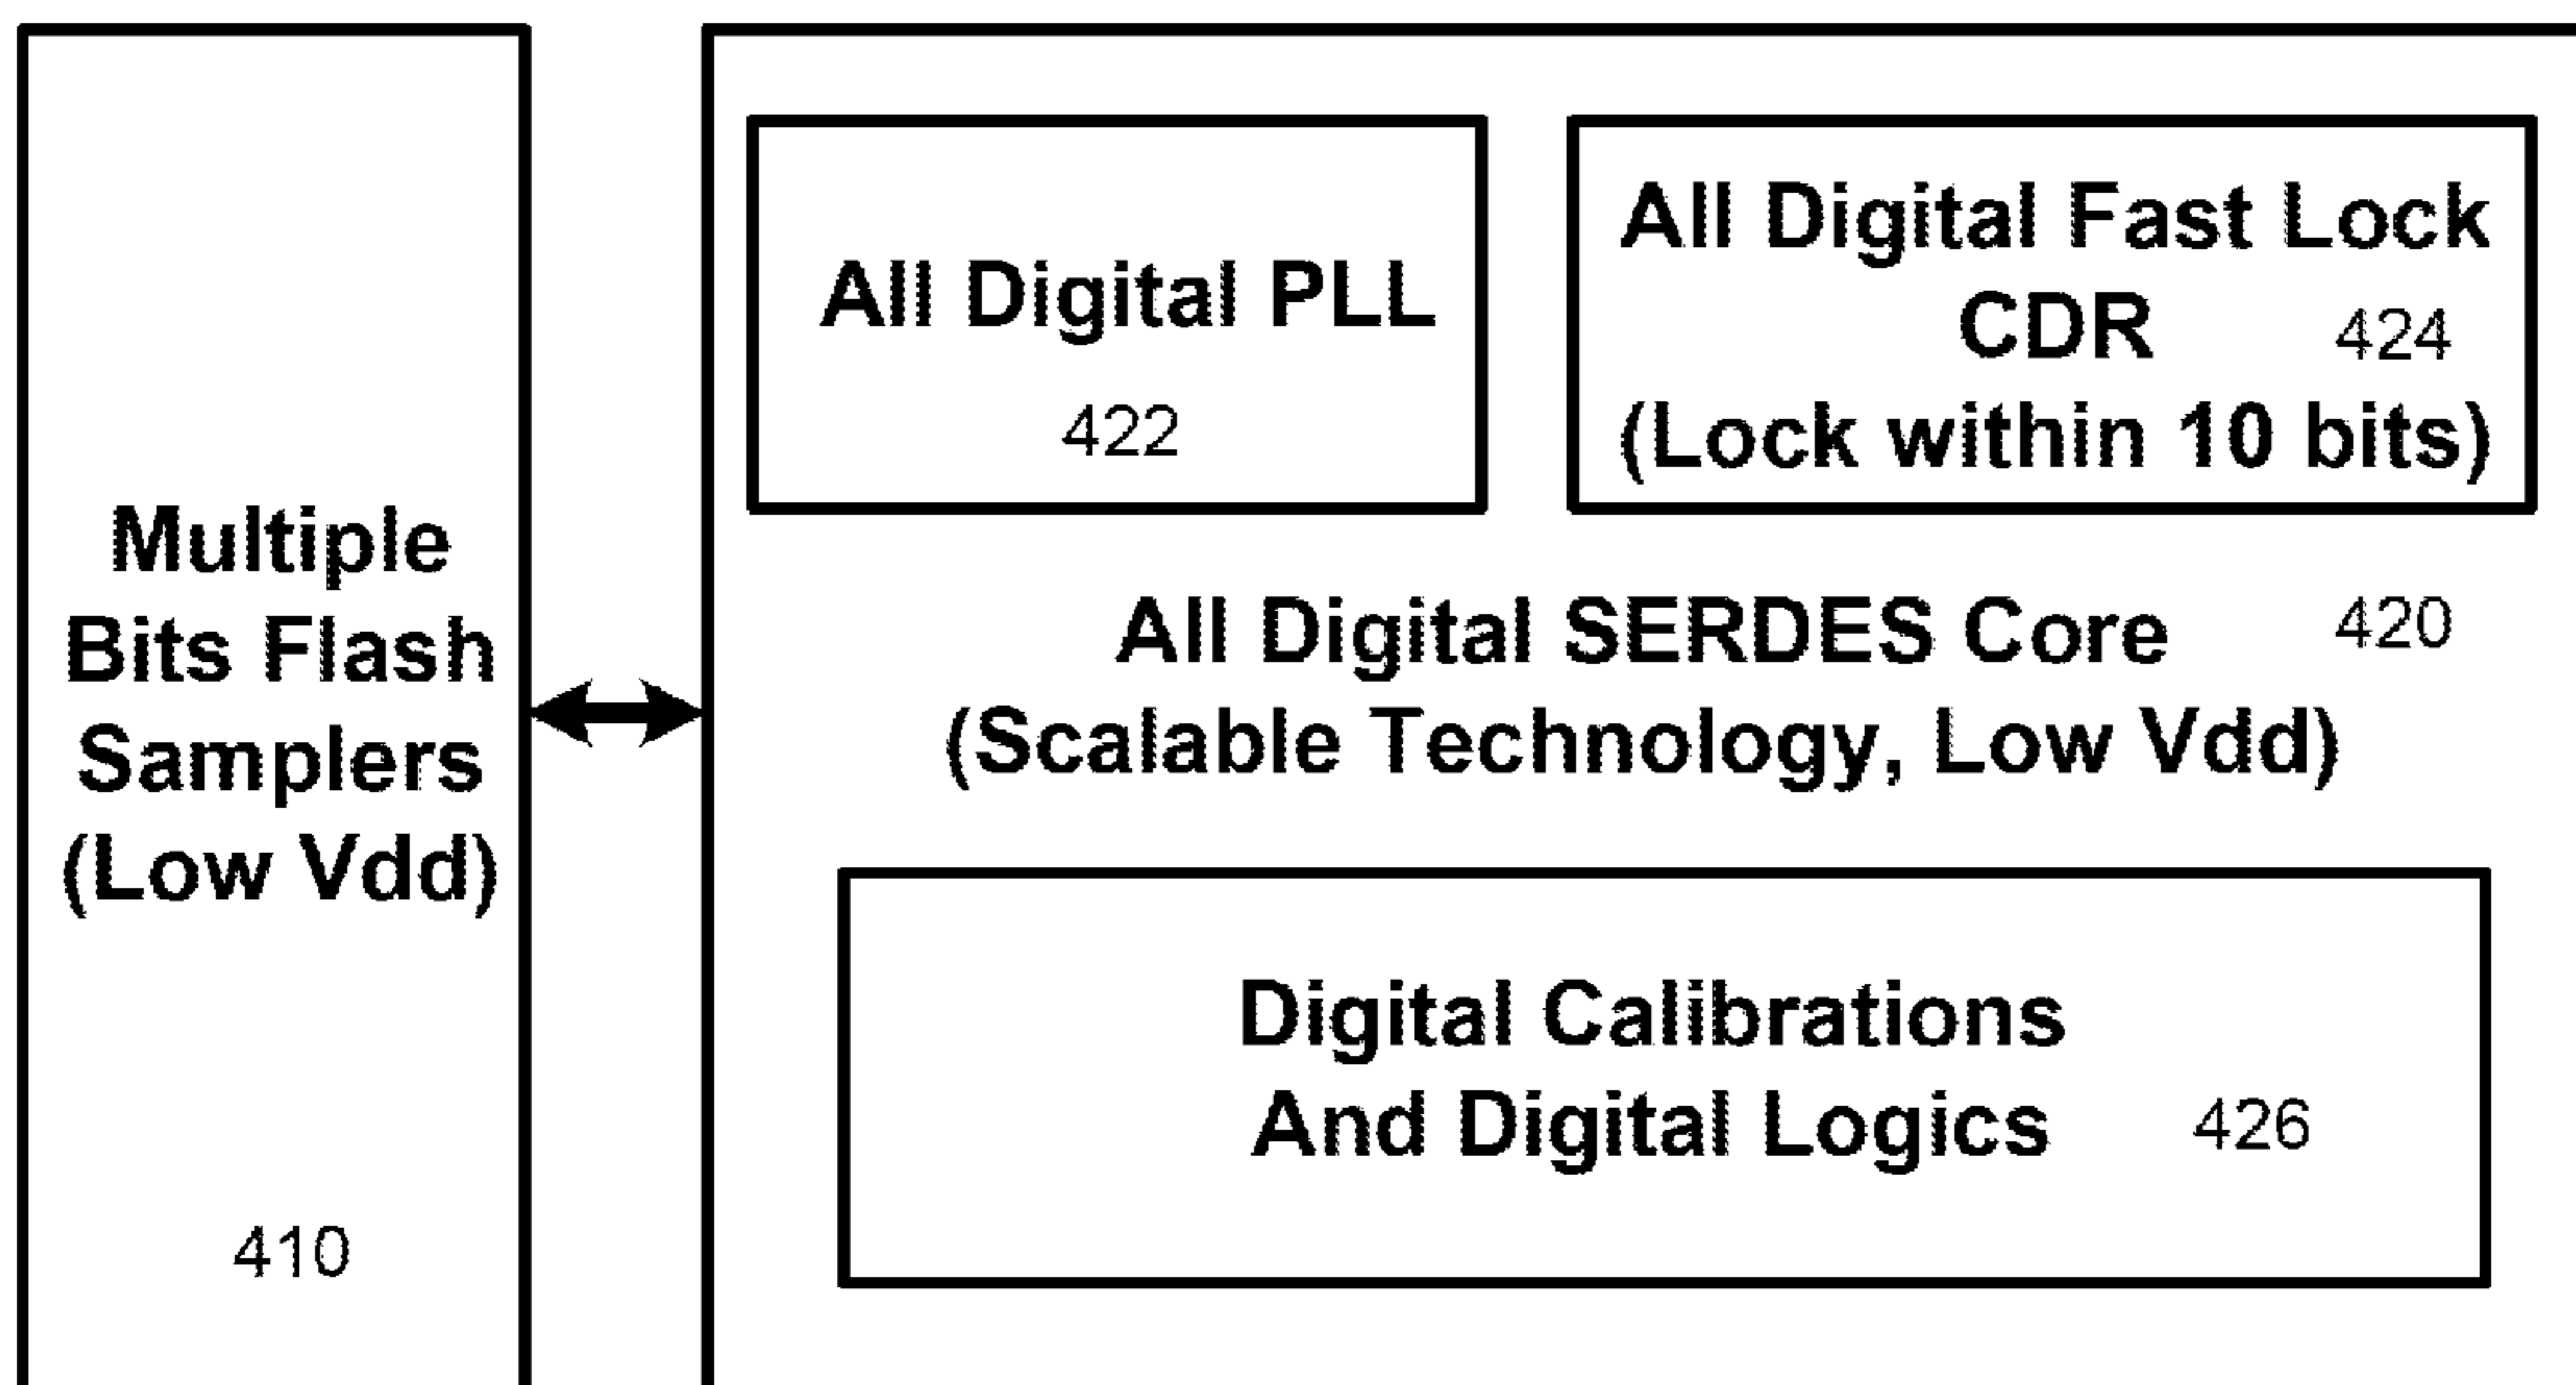 Multiple
Bits Flash
Samplers
(Low Vdd)
410
All Digital PLL
422
All Digital Fast Lock
CDR 424
(Lock within 10 bits)
All Digital SERDES Core 420
(Scalable Technology, Low Vdd)
Digital Calibrations
And Digital Logics 426